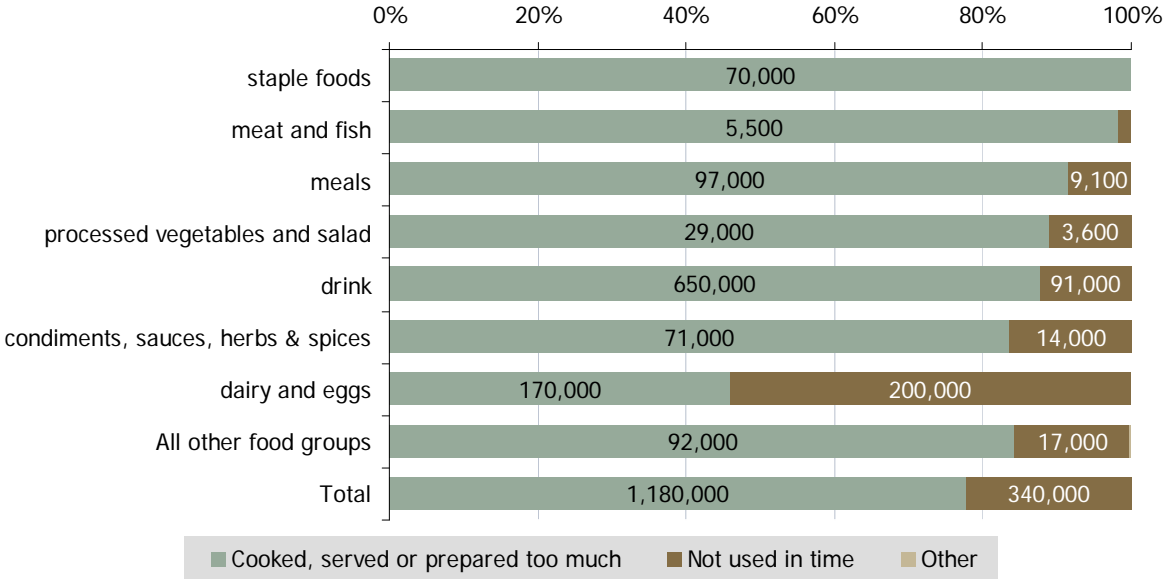 0% 20% 40% 60% 80% 100%
staple foods 70,000
meat and fish 5,500
meals 97,000 9,100
processed vegetables and salad 29,000 3,600
drink 650,000 91,000
condiments, sauces, herbs & spices 71,000 14,000
dairy and eggs 170,000 200,000
All other food groups 92,000 17,000
Total 1,180,000 340,000
Cooked, served or prepared too much Not used in time Other